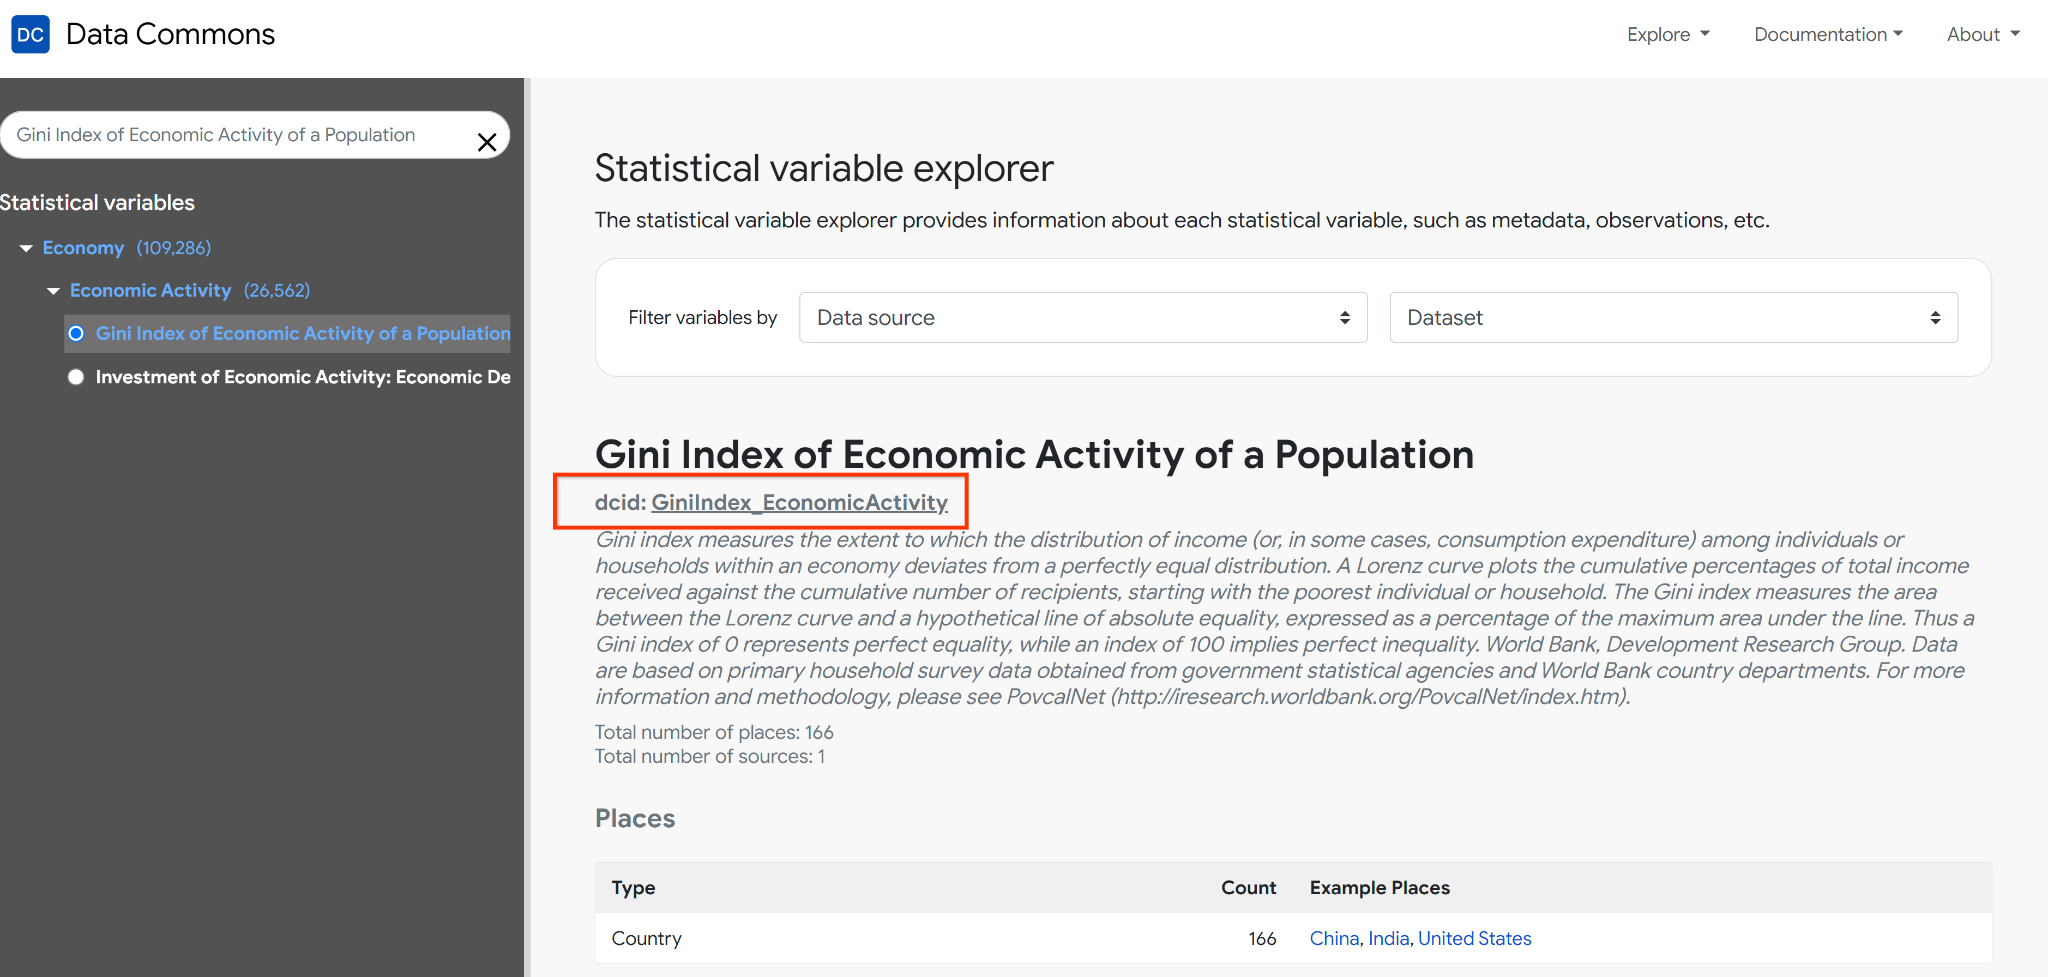 DC Data Commons
Explore Documentation About
Gini Index of Economic Activity of a Population
Statistical variables
Economy (109,286)
Economic Activity (26,562)
Gini Index of Economic Activity of a Population
Investment of Economic Activity: Economic De
Statistical variable explorer
The statistical variable explorer provides information about each statistical variable, such as metadata, observations, etc.
Filter variables by Data source Dataset
Gini Index of Economic Activity of a Population
dcid: GiniIndex_EconomicActivity
Gini index measures the extent to which the distribution of income (or, in some cases, consumption expenditure) among individuals or
households within an economy deviates from a perfectly equal distribution. A Lorenz curve plots the cumulative percentages of total income
received against the cumulative number of recipients, starting with the poorest individual or household. The Gini index measures the area
between the Lorenz curve and a hypothetical line of absolute equality, expressed as a percentage of the maximum area under the line. Thus a
Gini index of 0 represents perfect equality, while an index of 100 implies perfect inequality. World Bank, Development Research Group. Data
are based on primary household survey data obtained from government statistical agencies and World Bank country departments. For more
information and methodology, please see PovcalNet (http://iresearch.worldbank.org/PovcalNet/index.htm).
Total number of places: 166
Total number of sources: 1
Places
Type Count Example Places
Country 166 China, India, United States